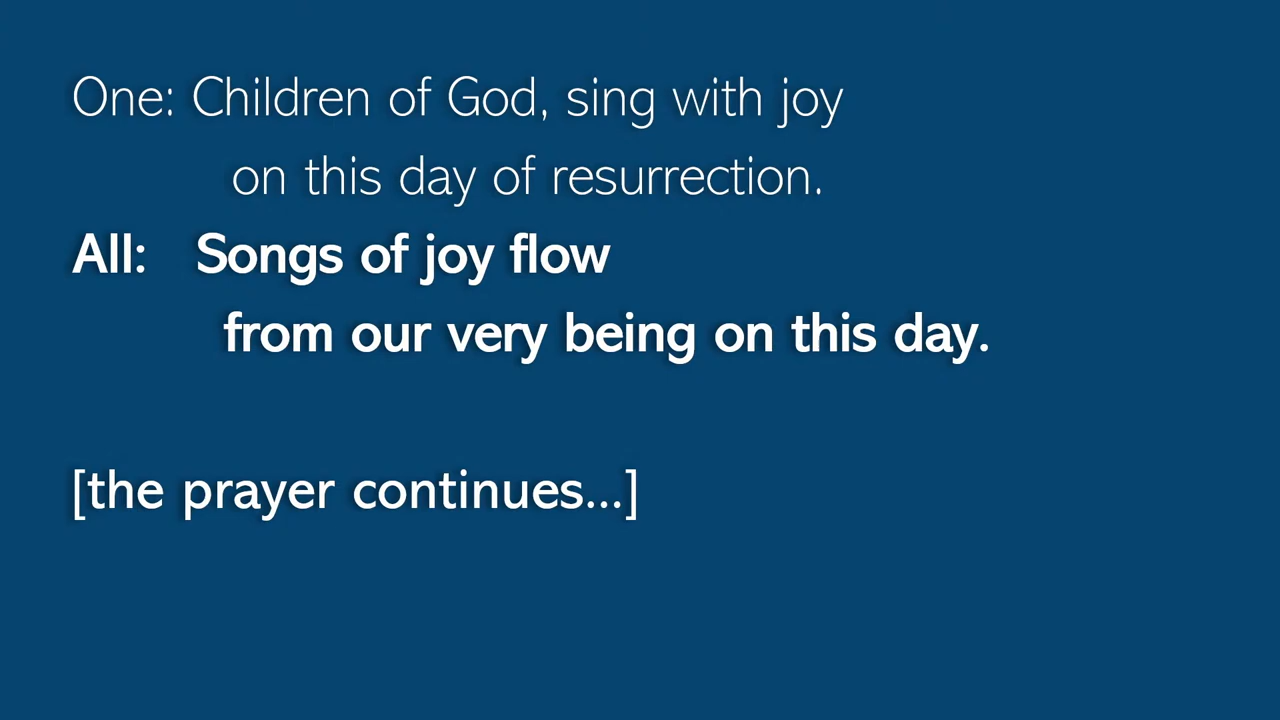 One: Children of God, sing with joy
on this day of resurrection.
All: Songs of joy flow
from our very being on this day.
[the prayer continues...]